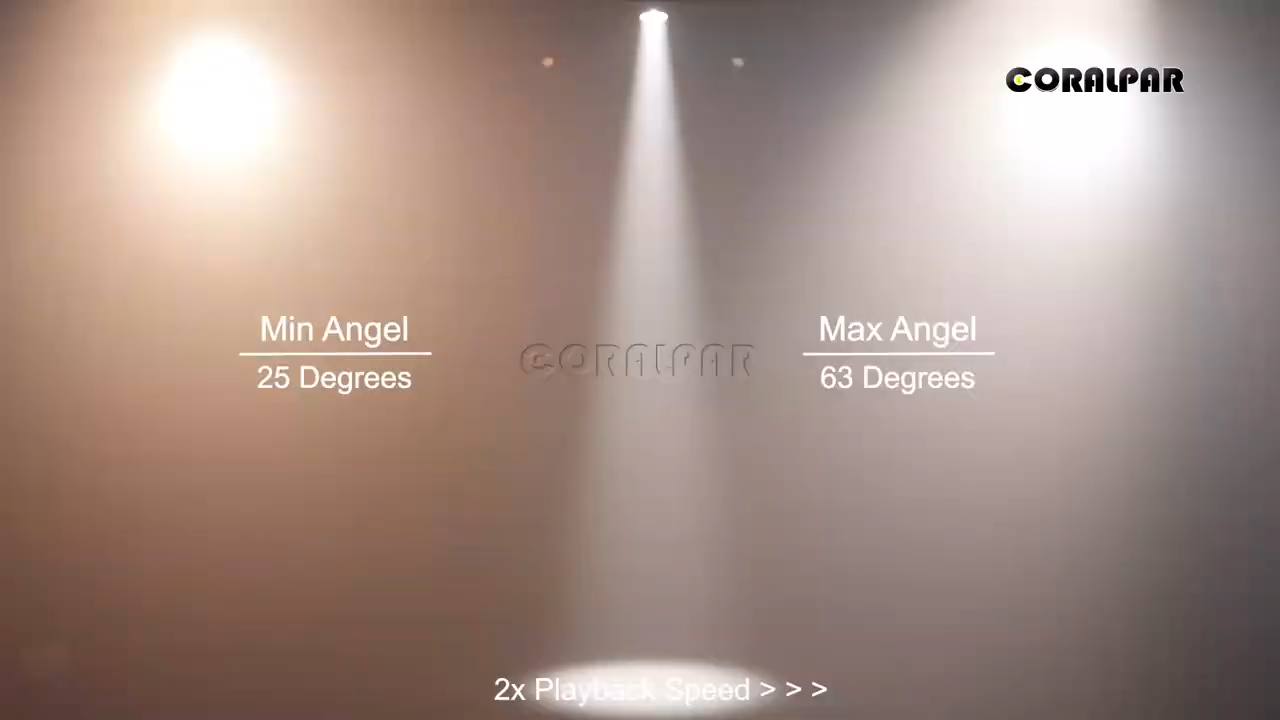 CORALPAR
Min Angel
25 Degrees
CORALPAR
Max Angel
63 Degrees
2x Playback Speed > > >